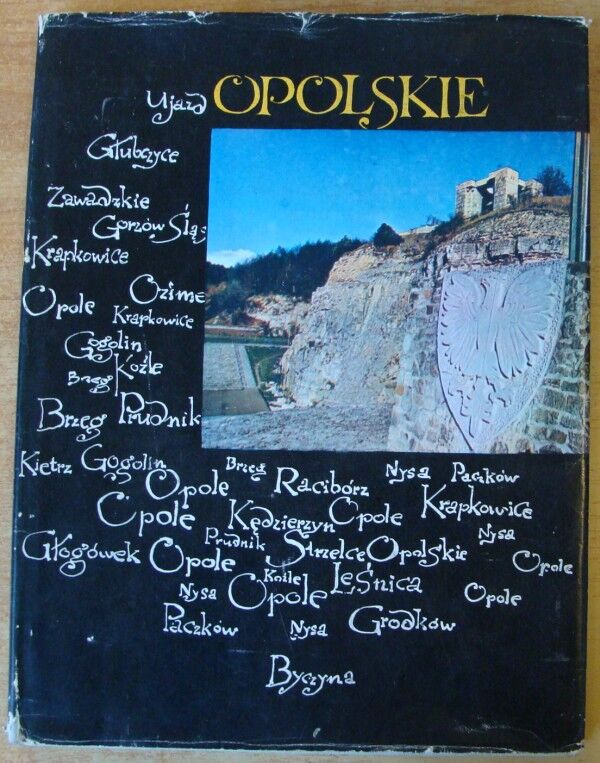 Ujazd OPOLSKIE
Głubczyce
Zawadzkie
Gorzów Śląs
Krapkowice
Ozime
Opole
Krapkowice
Gogolin
Koźle
Brzeg
Brzeg Prudnik
Kietrz Gogolin Brzeg Nysa Paczków
Opole Racibórz Krapkowice
Opole Kędzierzyn Opole Nysa
Głogówek Opole Prudnik Strzelce Opolskie Opole
Nysa Koźle Opole Leśnica Opole
Paczków Nysa Grodków
Byczyna